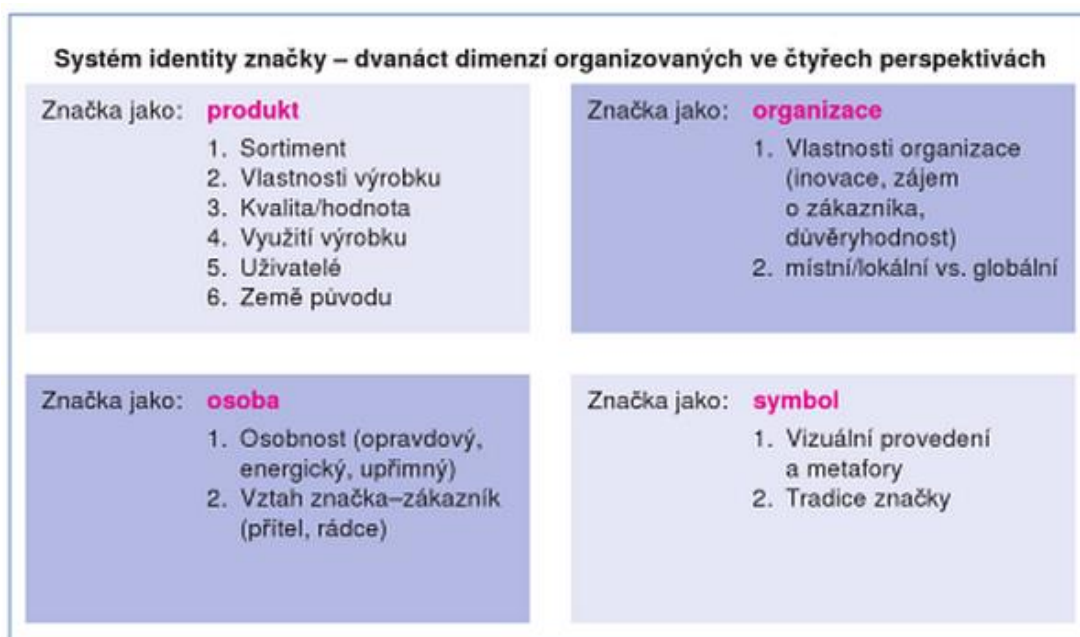 Systém identity značky – dvanáct dimenzí organizovaných ve čtyřech perspektivách
Značka jako: produkt
1. Sortiment
2. Vlastnosti výrobku
3. Kvalita/hodnota
4. Využití výrobku
5. Uživatelé
6. Země původu
Značka jako: organizace
1. Vlastnosti organizace
(inovace, zájem
o zákazníka,
důvěryhodnost)
2. místní/lokální vs. globální
Značka jako: osoba
1. Osobnost (opravdový,
energický, upřimný)
2. Vztah značka–zákazník
(přítel, rádce)
Značka jako: symbol
1. Vizuální provedení
a metafory
2. Tradice značky